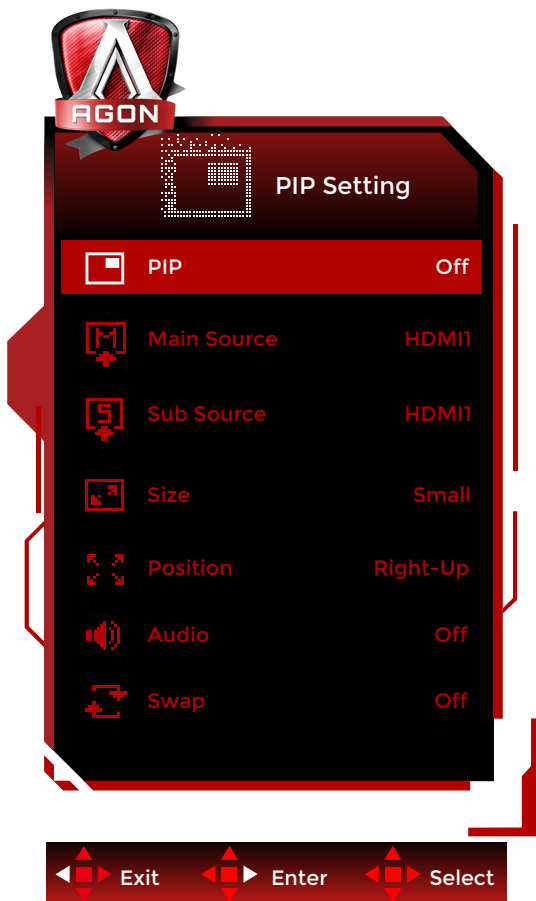 AGON
PIP Setting
PIP Off
Main Source HDMI1
Sub Source HDMI1
Size Small
Position Right-Up
Audio Off
Swap Off
Exit Enter Select